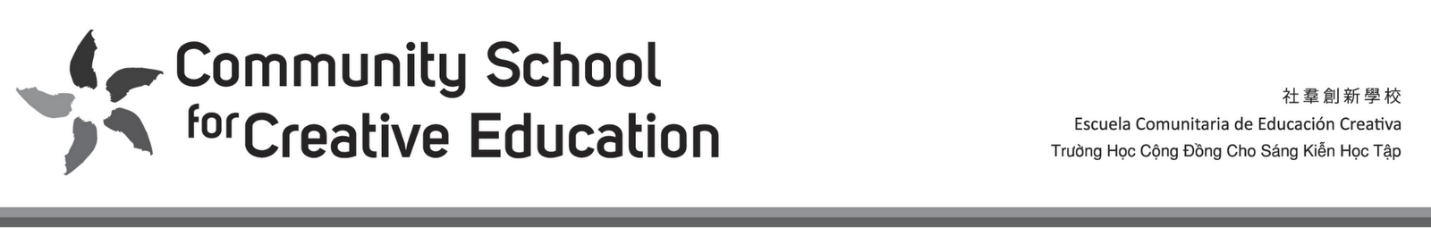 Community School
for Creative Education
社羣創新學校
Escuela Comunitaria de Educación Creativa
Trường Học Cộng Đồng Cho Sáng Kiễn Học Tập